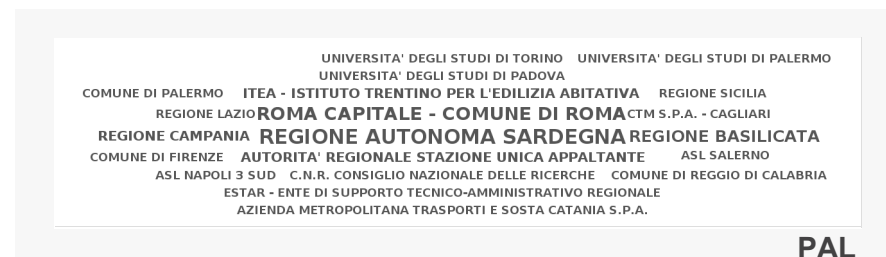 UNIVERSITA' DEGLI STUDI DI TORINO UNIVERSITA' DEGLI STUDI DI PALERMO
UNIVERSITA' DEGLI STUDI DI PADOVA
COMUNE DI PALERMO ITEA - ISTITUTO TRENTINO PER L'EDILIZIA ABITATIVA REGIONE SICILIA
REGIONE LAZIO ROMA CAPITALE - COMUNE DI ROMA CTM S.P.A. - CAGLIARI
REGIONE CAMPANIA REGIONE AUTONOMA SARDEGNA REGIONE BASILICATA
COMUNE DI FIRENZE AUTORITA' REGIONALE STAZIONE UNICA APPALTANTE ASL SALERNO
ASL NAPOLI 3 SUD C.N.R. CONSIGLIO NAZIONALE DELLE RICERCHE COMUNE DI REGGIO DI CALABRIA
ESTAR - ENTE DI SUPPORTO TECNICO-AMMINISTRATIVO REGIONALE
AZIENDA METROPOLITANA TRASPORTI E SOSTA CATANIA S.P.A.
PAL